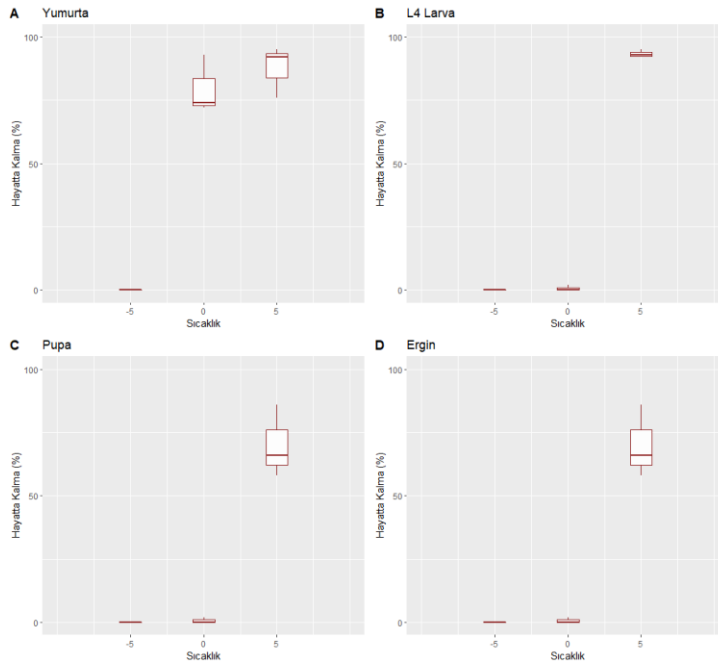 A Yumurta
100
50
0
Hayatta Kalma (%)
-5 0 5
Sıcaklık
B L4 Larva
100
50
0
Hayatta Kalma (%)
-5 0 5
Sıcaklık
C Pupa
100
50
0
Hayatta Kalma (%)
-5 0 5
Sıcaklık
D Ergin
100
50
0
Hayatta Kalma (%)
-5 0 5
Sıcaklık